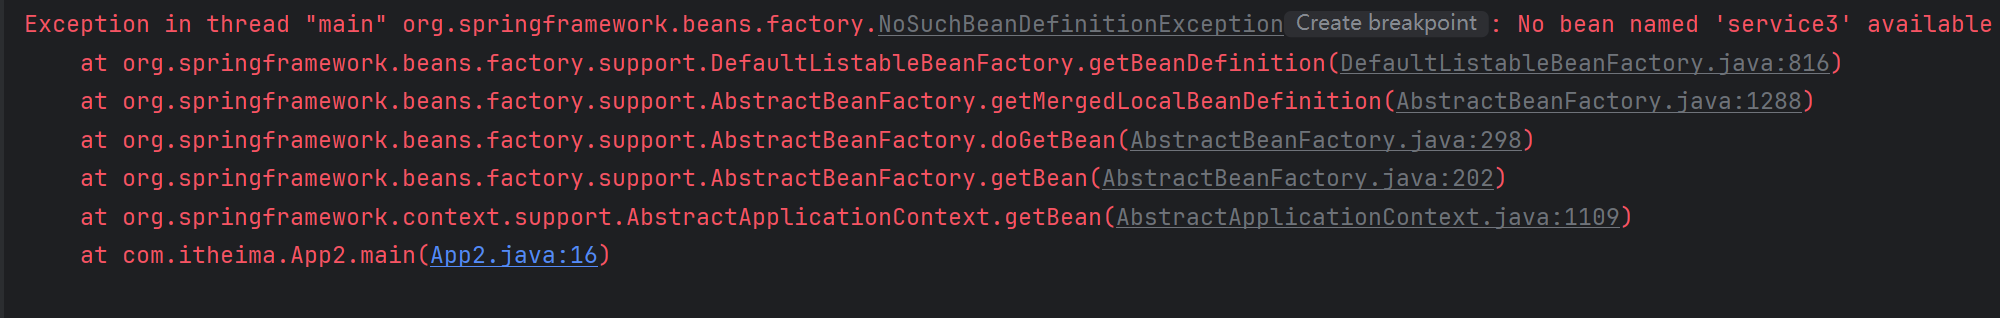 Exception in thread "main" org.springframework.beans.factory.NoSuchBeanDefinitionException Create breakpoint : No bean named 'service3' available
at org.springframework.beans.factory.support.DefaultListableBeanFactory.getBeanDefinition(DefaultListableBeanFactory.java:816)
at org.springframework.beans.factory.support.AbstractBeanFactory.getMergedLocalBeanDefinition(AbstractBeanFactory.java:1288)
at org.springframework.beans.factory.support.AbstractBeanFactory.doGetBean(AbstractBeanFactory.java:298)
at org.springframework.beans.factory.support.AbstractBeanFactory.getBean(AbstractBeanFactory.java:202)
at org.springframework.context.support.AbstractApplicationContext.getBean(AbstractApplicationContext.java:1109)
at com.itheima.App2.main(App2.java:16)